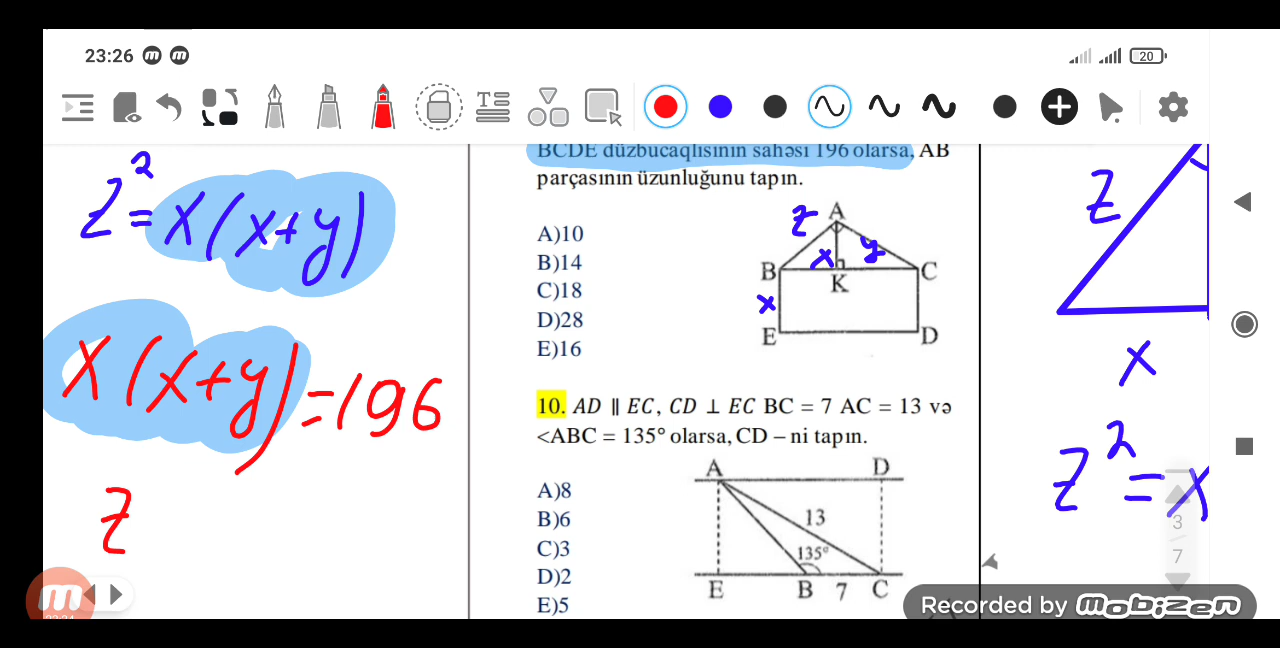 23:26
20
z²=x(x+y)
x(x+y)=196
z
BCDE düzbucaqlısının sahəsi 196 olarsa, AB
parçasının üzunluğunu tapın.
A)10
B)14
C)18
D)28
E)16
A
z
x
y
B
K
C
x
E
D
10. AD ∥ EC, CD ⊥ EC BC = 7 AC = 13 və
<ABC = 135° olarsa, CD – ni tapın.
A)8
B)6
C)3
D)2
E)5
A
D
13
135°
E
B
7
C
z
x
z²=x
3
7
Recorded by mobizen